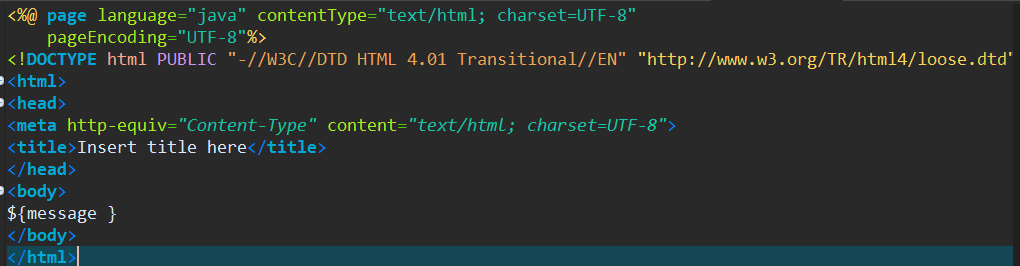 <%@ page language="java" contentType="text/html; charset=UTF-8"
    pageEncoding="UTF-8"%>
<!DOCTYPE html PUBLIC "-//W3C//DTD HTML 4.01 Transitional//EN" "http://www.w3.org/TR/html4/loose.dtd"
<html>
<head>
<meta http-equiv="Content-Type" content="text/html; charset=UTF-8">
<title>Insert title here</title>
</head>
<body>
${message }
</body>
</html>